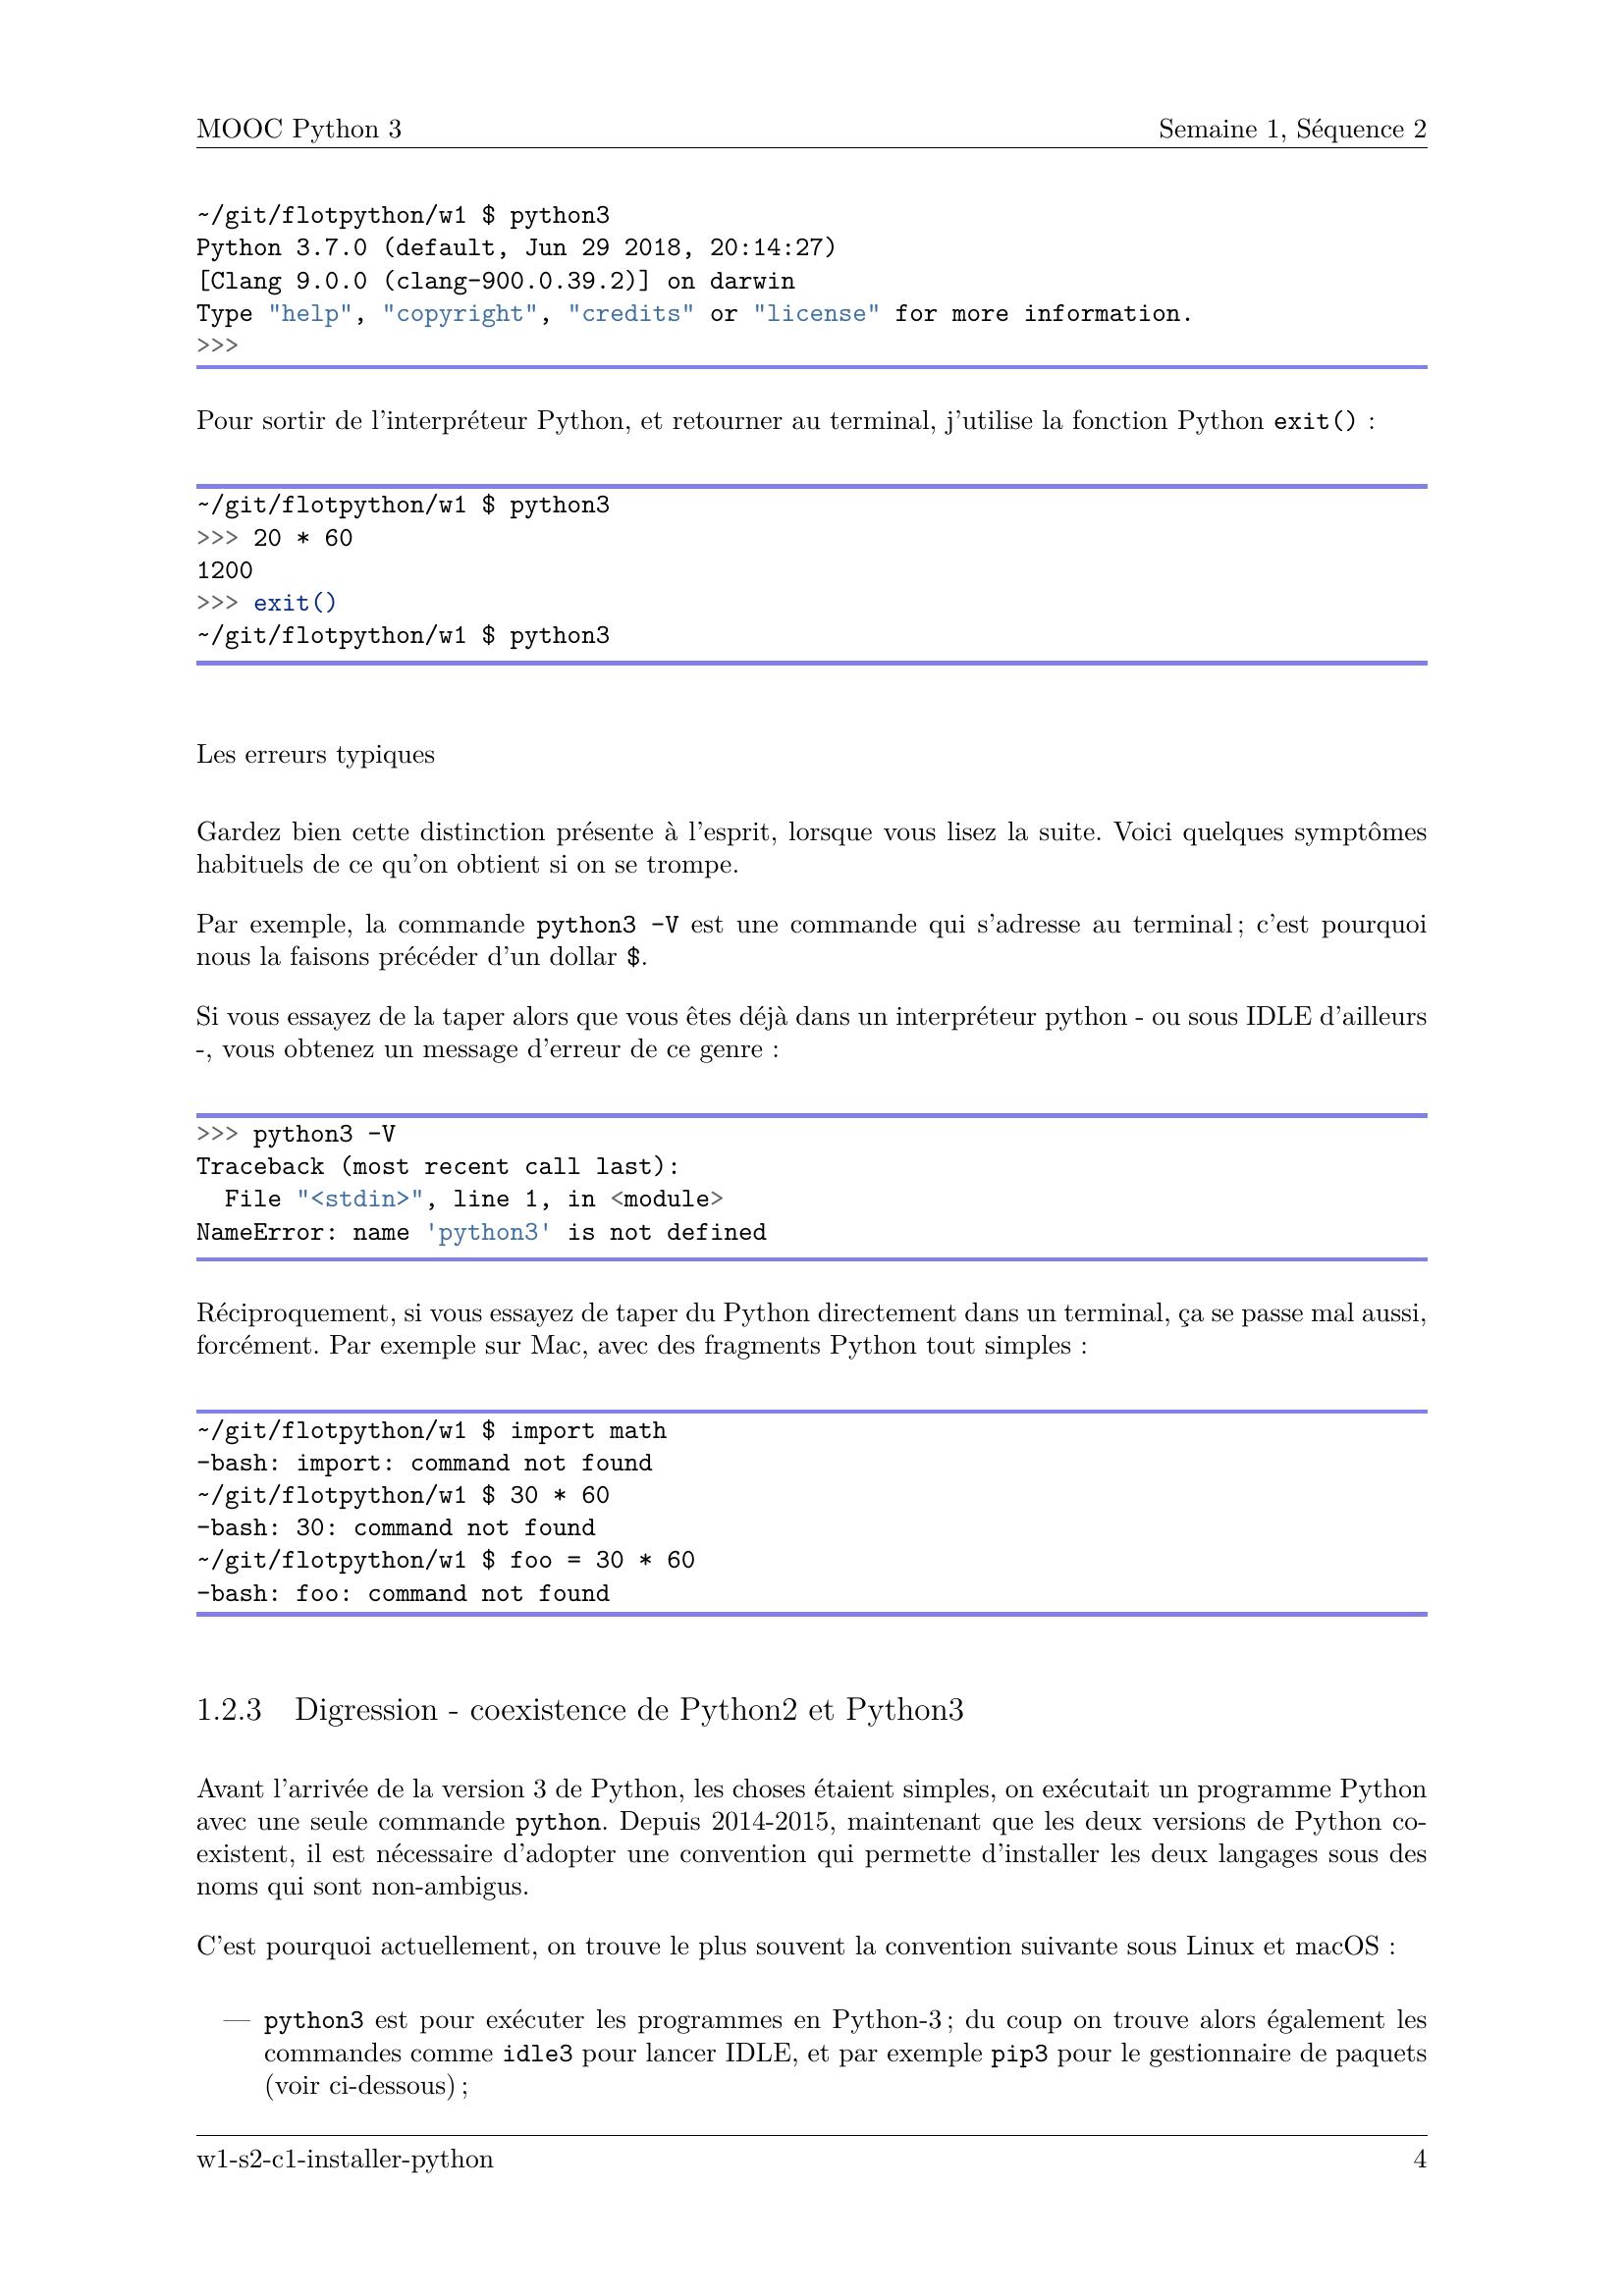 MOOC Python 3 Semaine 1, Séquence 2
~/git/flotpython/w1 $ python3
Python 3.7.0 (default, Jun 29 2018, 20:14:27)
[Clang 9.0.0 (clang-900.0.39.2)] on darwin
Type "help", "copyright", "credits" or "license" for more information.
>>>
Pour sortir de l'interpréteur Python, et retourner au terminal, j'utilise la fonction Python exit() :
~/git/flotpython/w1 $ python3
>>> 20 * 60
1200
>>> exit()
~/git/flotpython/w1 $ python3
Les erreurs typiques
Gardez bien cette distinction présente à l'esprit, lorsque vous lisez la suite. Voici quelques symptômes
habituels de ce qu'on obtient si on se trompe.
Par exemple, la commande python3 -V est une commande qui s'adresse au terminal ; c'est pourquoi
nous la faisons précéder d'un dollar $.
Si vous essayez de la taper alors que vous êtes déjà dans un interpréteur python - ou sous IDLE d'ailleurs
-, vous obtenez un message d'erreur de ce genre :
>>> python3 -V
Traceback (most recent call last):
  File "<stdin>", line 1, in <module>
NameError: name 'python3' is not defined
Réciproquement, si vous essayez de taper du Python directement dans un terminal, ça se passe mal aussi,
forcément. Par exemple sur Mac, avec des fragments Python tout simples :
~/git/flotpython/w1 $ import math
-bash: import: command not found
~/git/flotpython/w1 $ 30 * 60
-bash: 30: command not found
~/git/flotpython/w1 $ foo = 30 * 60
-bash: foo: command not found
1.2.3 Digression - coexistence de Python2 et Python3
Avant l'arrivée de la version 3 de Python, les choses étaient simples, on exécutait un programme Python
avec une seule commande python. Depuis 2014-2015, maintenant que les deux versions de Python co-
existent, il est nécessaire d'adopter une convention qui permette d'installer les deux langages sous des
noms qui sont non-ambigus.
C'est pourquoi actuellement, on trouve le plus souvent la convention suivante sous Linux et macOS :
— python3 est pour exécuter les programmes en Python-3 ; du coup on trouve alors également les
commandes comme idle3 pour lancer IDLE, et par exemple pip3 pour le gestionnaire de paquets
(voir ci-dessous) ;
w1-s2-c1-installer-python 4